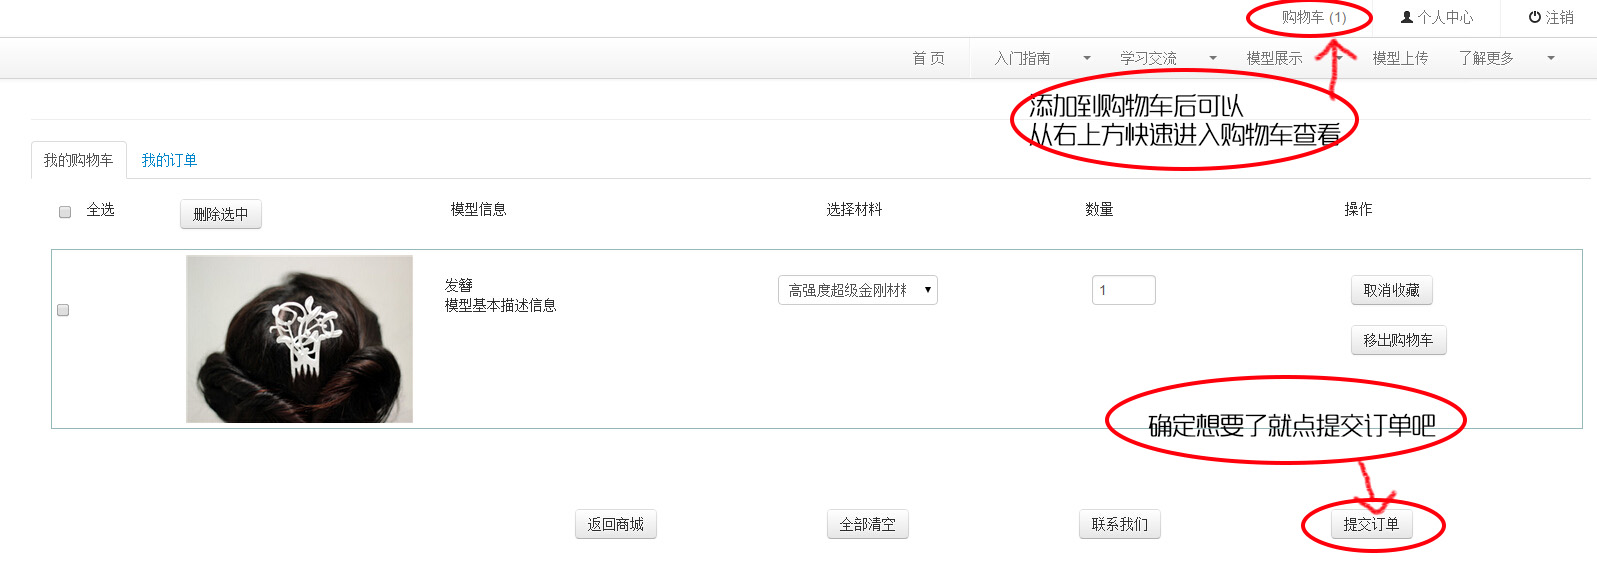 购物车 (1)
个人中心
注销
首 页
入门指南
学习交流
模型展示
模型上传
了解更多
添加到购物车后可以
从右上方快速进入购物车查看
我的购物车
我的订单
全选
删除选中
模型信息
选择材料
数量
操作
发簪
模型基本描述信息
高强度超级金刚材料
1
取消收藏
移出购物车
确定想要了就点提交订单吧
返回商城
全部清空
联系我们
提交订单